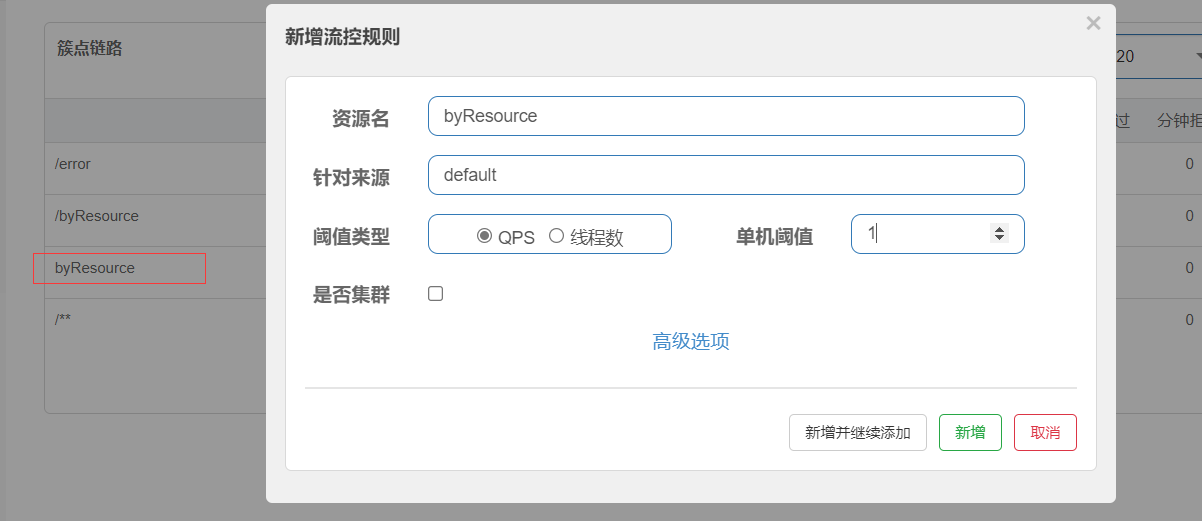 新增流控规则
×
簇点链路
20
过 分钟拒
/error
0
/byResource
0
byResource
0
/**
0
资源名 byResource
针对来源 default
阈值类型 QPS 线程数 单机阈值 1
是否集群
高级选项
新增并继续添加 新增 取消